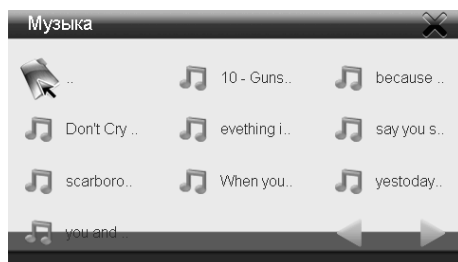 Музыка
.. 10 - Guns.. because ..
Don't Cry .. evething i.. say you s..
scarboro.. When you.. yestoday..
you and ..